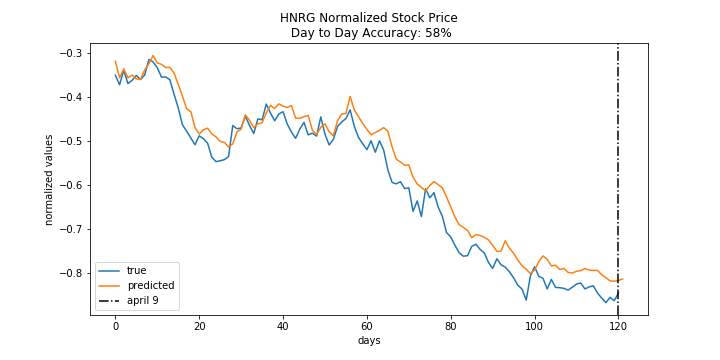 HNRG Normalized Stock Price
Day to Day Accuracy: 58%
normalized values
−0.3
−0.4
−0.5
−0.6
−0.7
−0.8
true
predicted
april 9
0
20
40
60
80
100
120
days